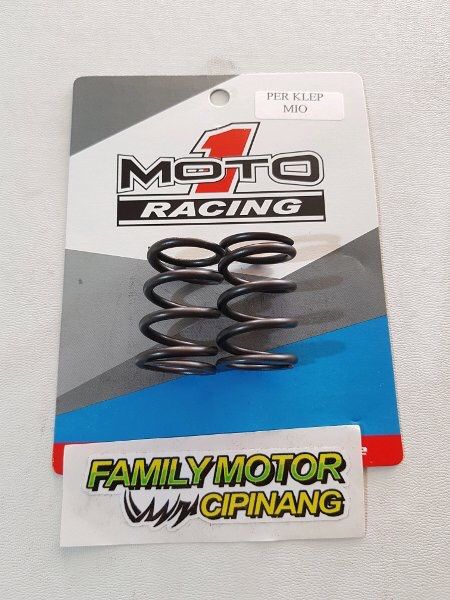 PER KLEP
MIO
MOTO 1
RACING
FAMILY MOTOR
CIPINANG